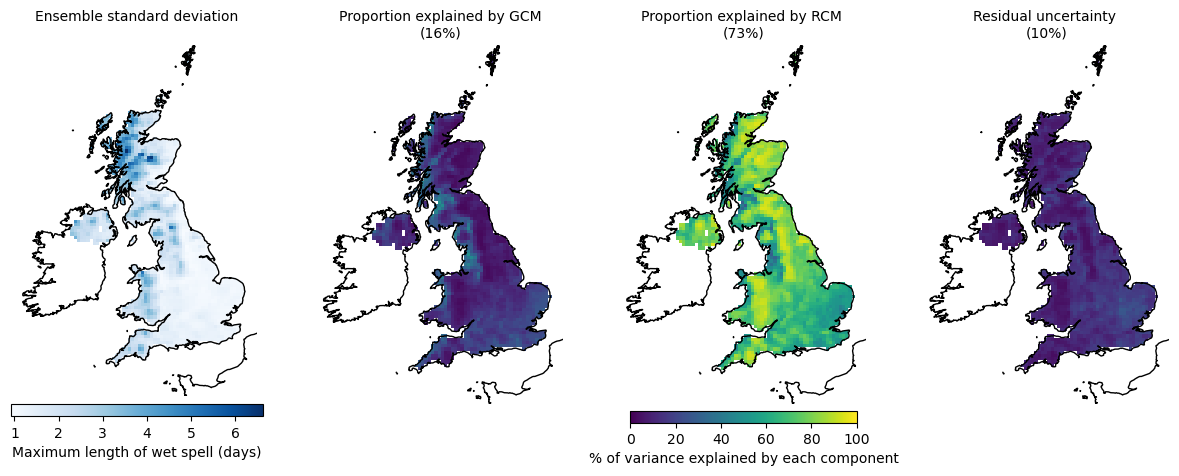 Ensemble standard deviation
Proportion explained by GCM
(16%)
Proportion explained by RCM
(73%)
Residual uncertainty
(10%)
1 2 3 4 5 6
Maximum length of wet spell (days)
0 20 40 60 80 100
% of variance explained by each component